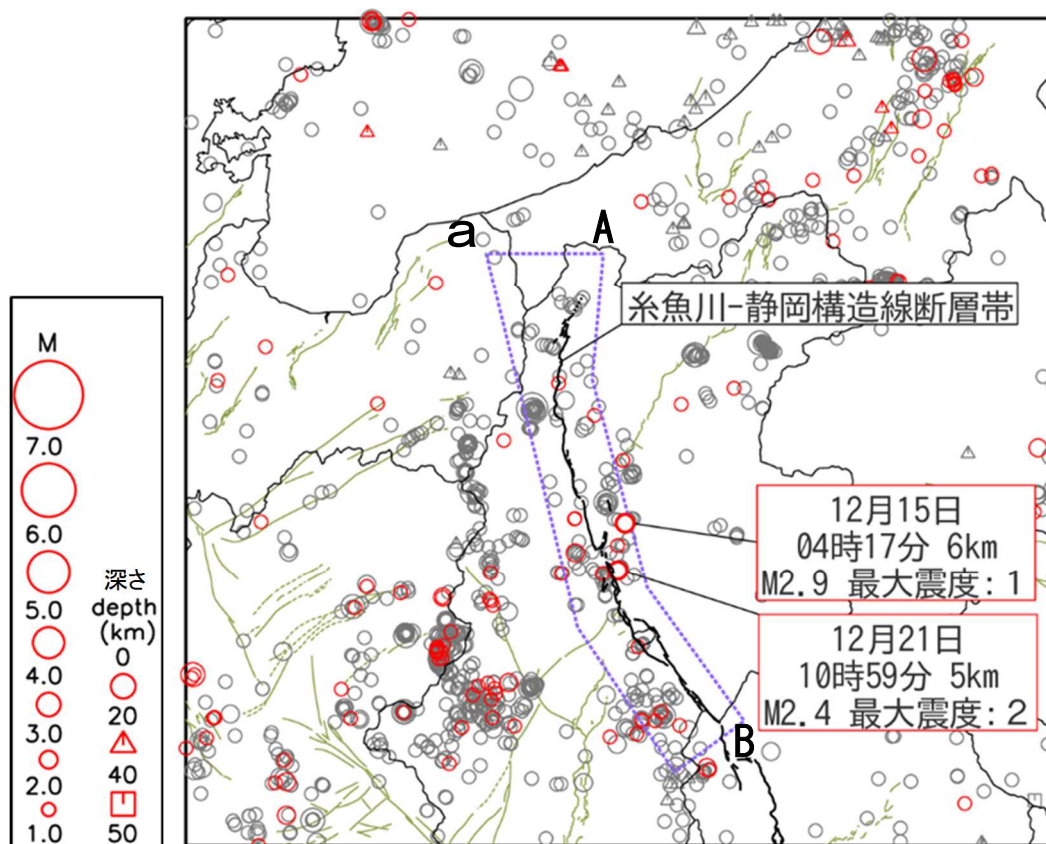 a
A
糸魚川-静岡構造線断層帯
12月15日
04時17分 6km
M2.9 最大震度:1
12月21日
10時59分 5km
M2.4 最大震度:2
B
M
7.0
6.0
5.0
4.0
3.0
2.0
1.0
深さ
depth
(km)
0
20
40
50